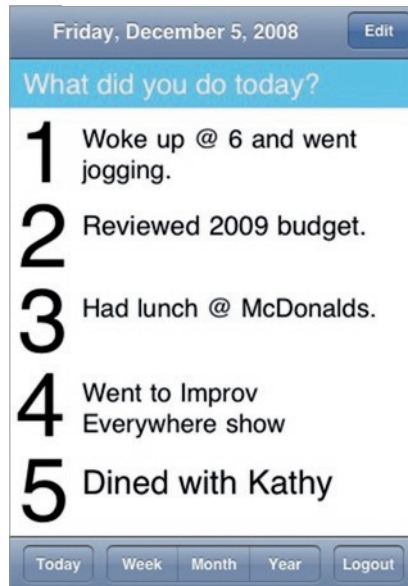 Friday, December 5, 2008 Edit
What did you do today?
1 Woke up @ 6 and went
jogging.
2 Reviewed 2009 budget.
3 Had lunch @ McDonalds.
4 Went to Improv
Everywhere show
5 Dined with Kathy
Today Week Month Year Logout